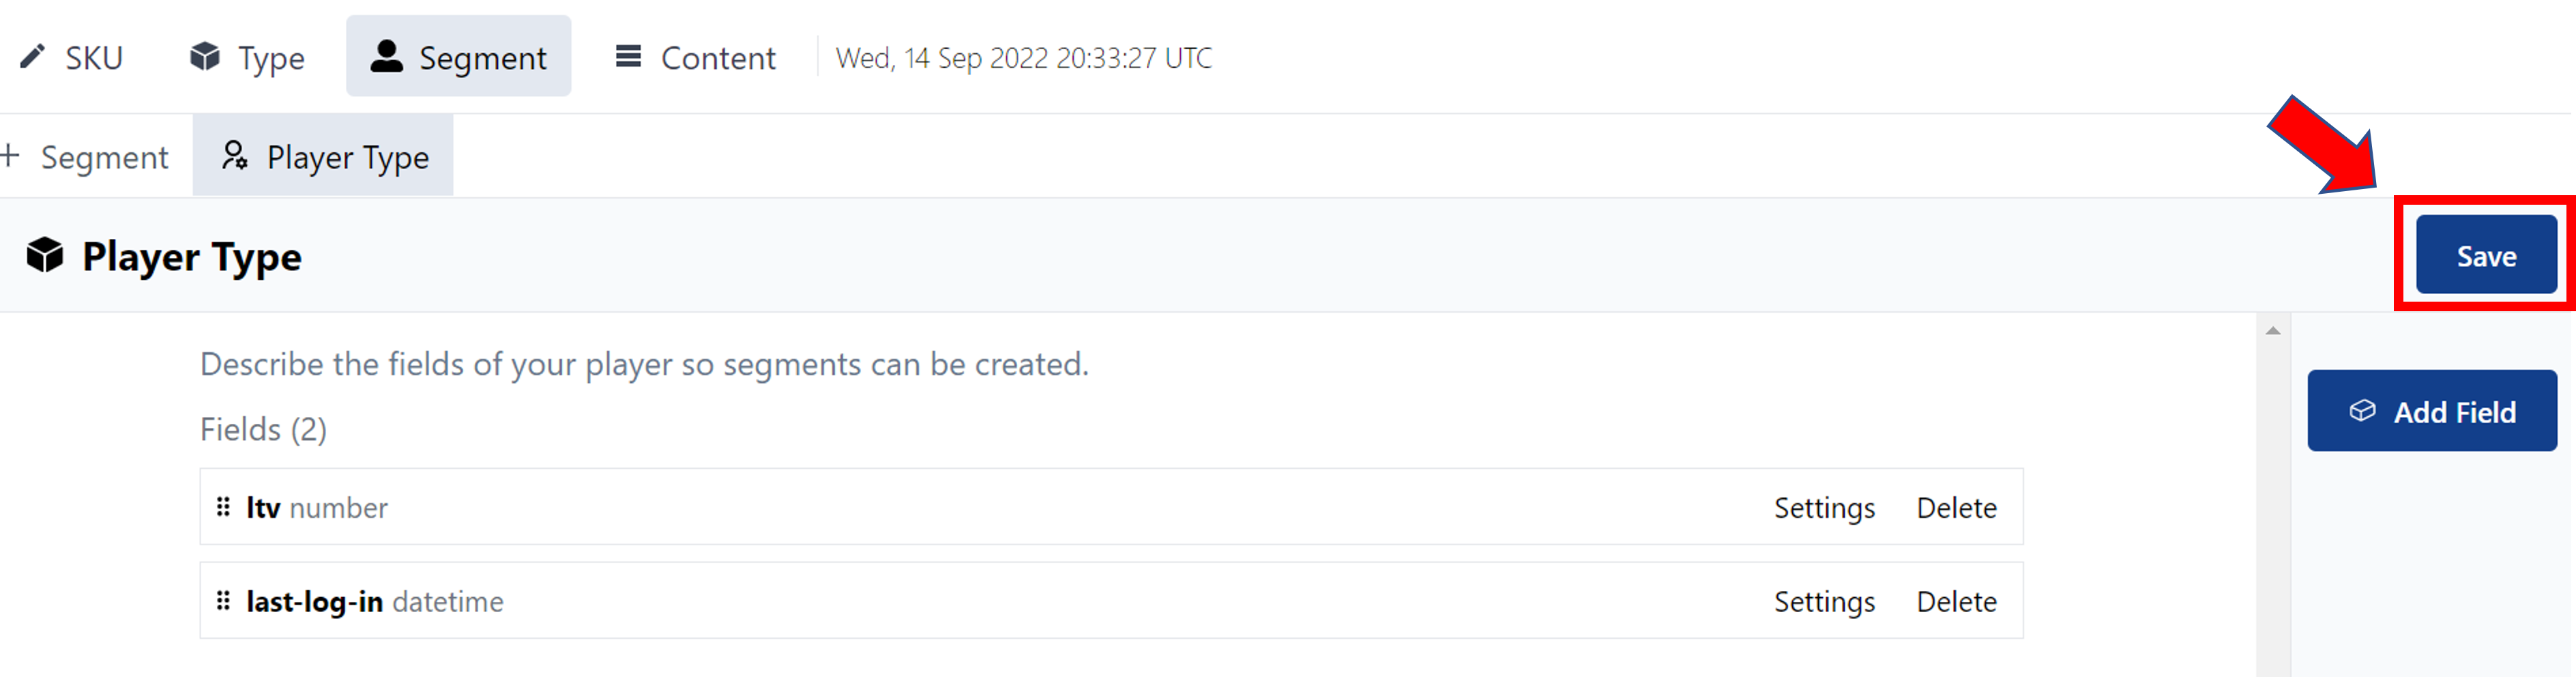 SKU Type Segment Content Wed, 14 Sep 2022 20:33:27 UTC
+ Segment Player Type
Player Type Save
Describe the fields of your player so segments can be created.
Add Field
Fields (2)
ltv number Settings Delete
last-log-in datetime Settings Delete